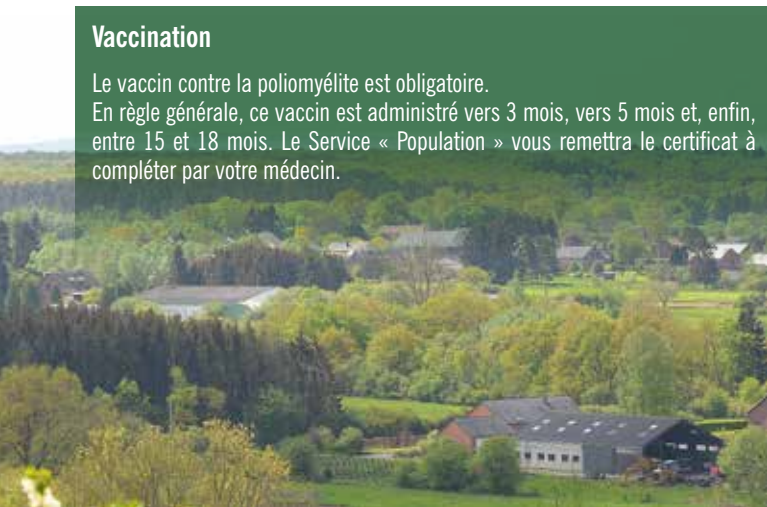 Vaccination
Le vaccin contre la poliomyélite est obligatoire.
En règle générale, ce vaccin est administré vers 3 mois, vers 5 mois et, enfin,
entre 15 et 18 mois. Le Service « Population » vous remettra le certificat à
compléter par votre médecin.